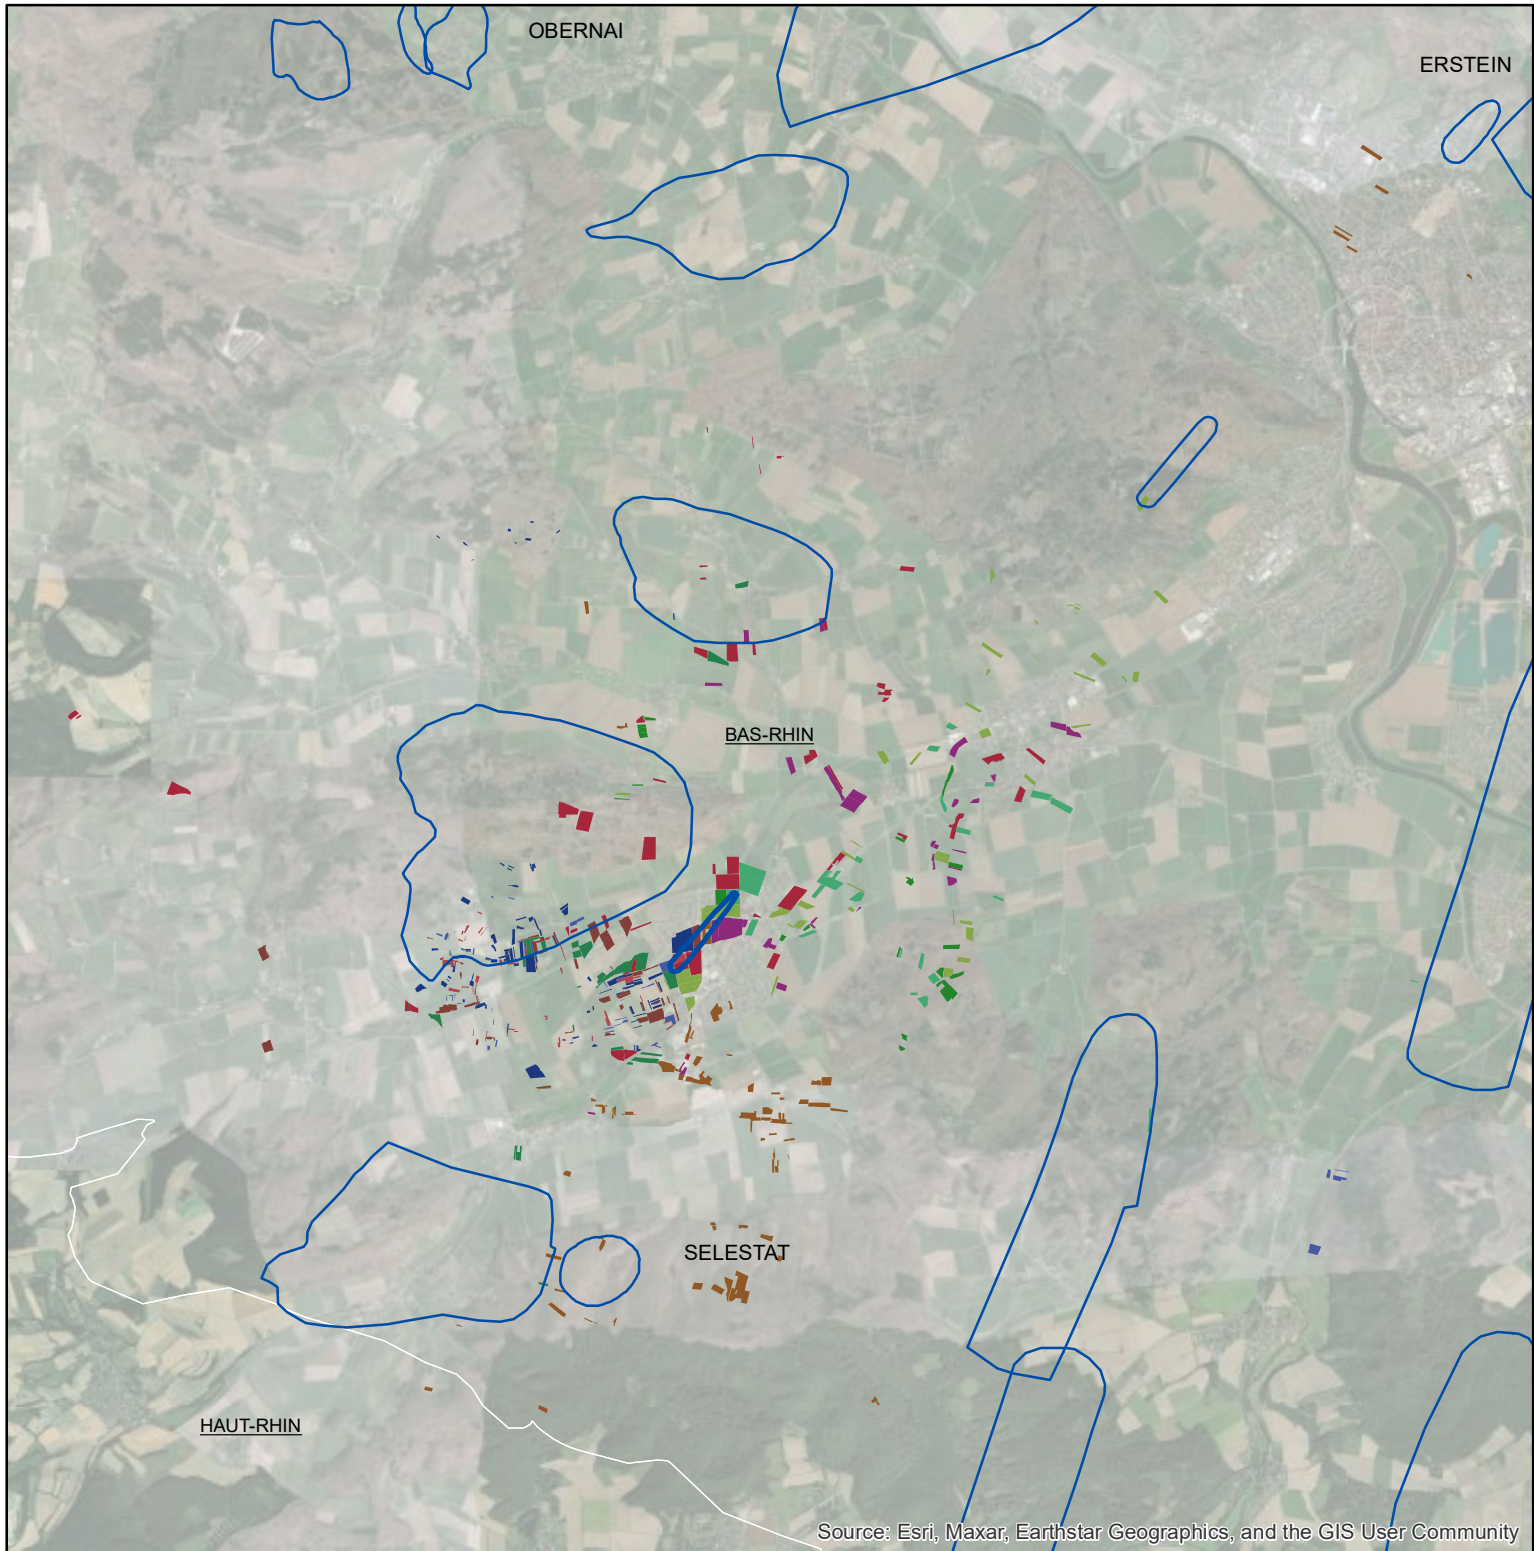 OBERNAI
ERSTEIN
BAS-RHIN
SELESTAT
HAUT-RHIN
Source: Esri, Maxar, Earthstar Geographics, and the GIS User Community